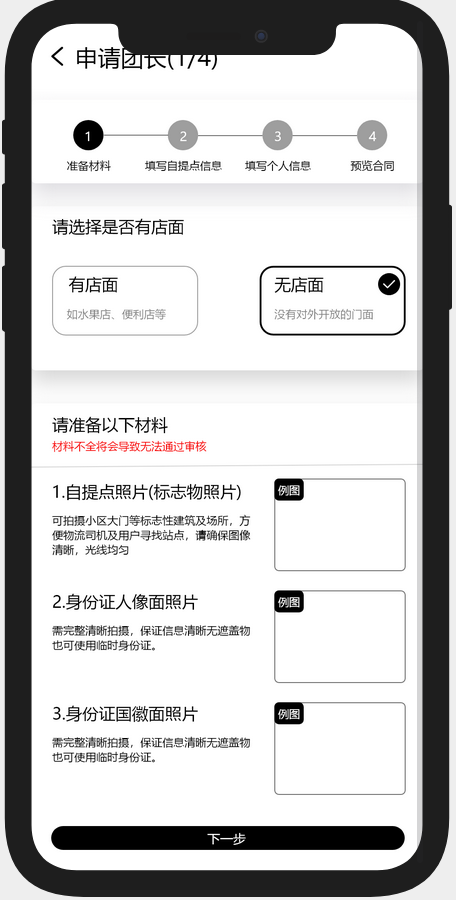 申请团长(1/4)
1 2 3 4
准备材料 填写自提点信息 填写个人信息 预览合同
请选择是否有店面
有店面 无店面
如水果店、便利店等 没有对外开放的门面
请准备以下材料
材料不全将会导致无法通过审核
1.自提点照片(标志物照片) 例图
可拍摄小区大门等标志性建筑及场所，方
便物流司机及用户寻找站点，请确保图像
清晰，光线均匀
2.身份证人像面照片 例图
需完整清晰拍摄，保证信息清晰无遮盖物
也可使用临时身份证。
3.身份证国徽面照片 例图
需完整清晰拍摄，保证信息清晰无遮盖物
也可使用临时身份证。
下一步